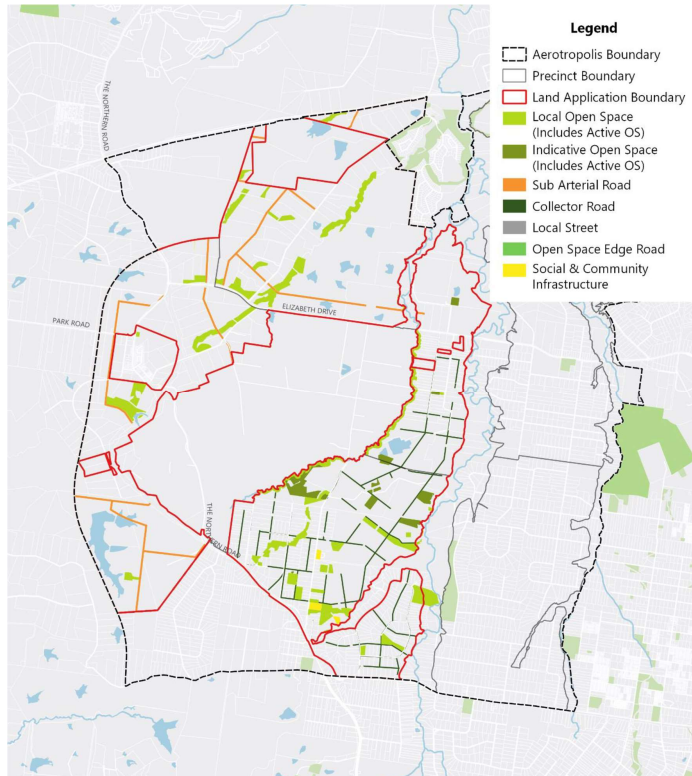 Legend
Aerotropolis Boundary
Precinct Boundary
Land Application Boundary
Local Open Space
(Includes Active OS)
Indicative Open Space
(Includes Active OS)
Sub Arterial Road
Collector Road
Local Street
Open Space Edge Road
Social & Community
Infrastructure
THE NORTHERN ROAD
ELIZABETH DRIVE
PARK ROAD
THE NORTHERN ROAD